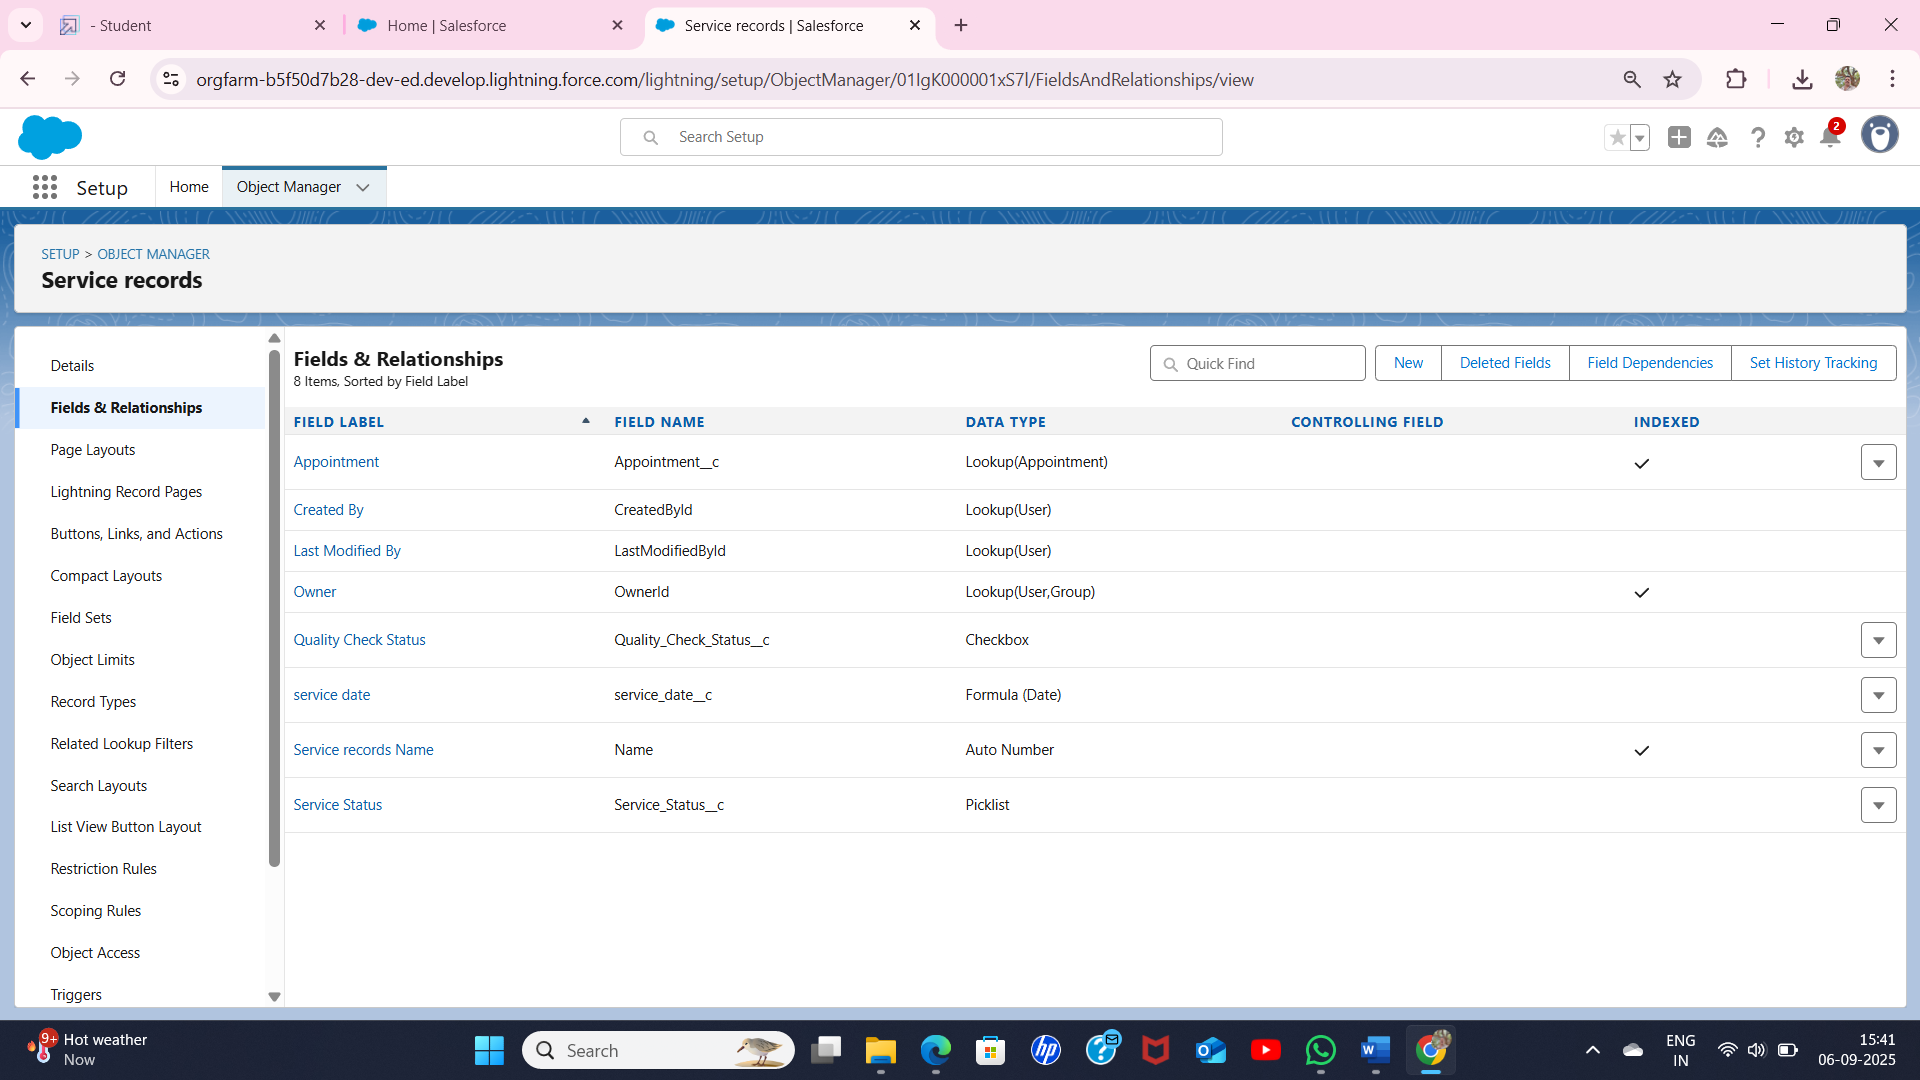 - Student
Home | Salesforce
Service records | Salesforce
orgfarm-b5f50d7b28-dev-ed.develop.lightning.force.com/lightning/setup/ObjectManager/01IgK000001xS7l/FieldsAndRelationships/view
Search Setup
2
Setup
Home
Object Manager
SETUP > OBJECT MANAGER
Service records
Details
Fields & Relationships
Page Layouts
Lightning Record Pages
Buttons, Links, and Actions
Compact Layouts
Field Sets
Object Limits
Record Types
Related Lookup Filters
Search Layouts
List View Button Layout
Restriction Rules
Scoping Rules
Object Access
Triggers
Fields & Relationships
8 Items, Sorted by Field Label
Quick Find
New
Deleted Fields
Field Dependencies
Set History Tracking
FIELD LABEL FIELD NAME DATA TYPE CONTROLLING FIELD INDEXED
Appointment Appointment__c Lookup(Appointment)
Created By CreatedById Lookup(User)
Last Modified By LastModifiedById Lookup(User)
Owner OwnerId Lookup(User,Group)
Quality Check Status Quality_Check_Status__c Checkbox
service date service_date__c Formula (Date)
Service records Name Name Auto Number
Service Status Service_Status__c Picklist
9+
Hot weather
Now
Search
hp
W
ENG
IN
15:41
06-09-2025